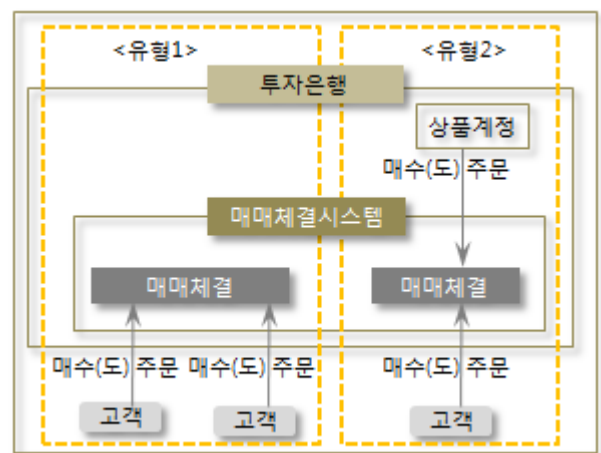 <유형1>
<유형2>
투자은행
상품계정
매수(도) 주문
매매체결시스템
매매체결
매매체결
매수(도) 주문
매수(도) 주문
매수(도) 주문
고객
고객
고객